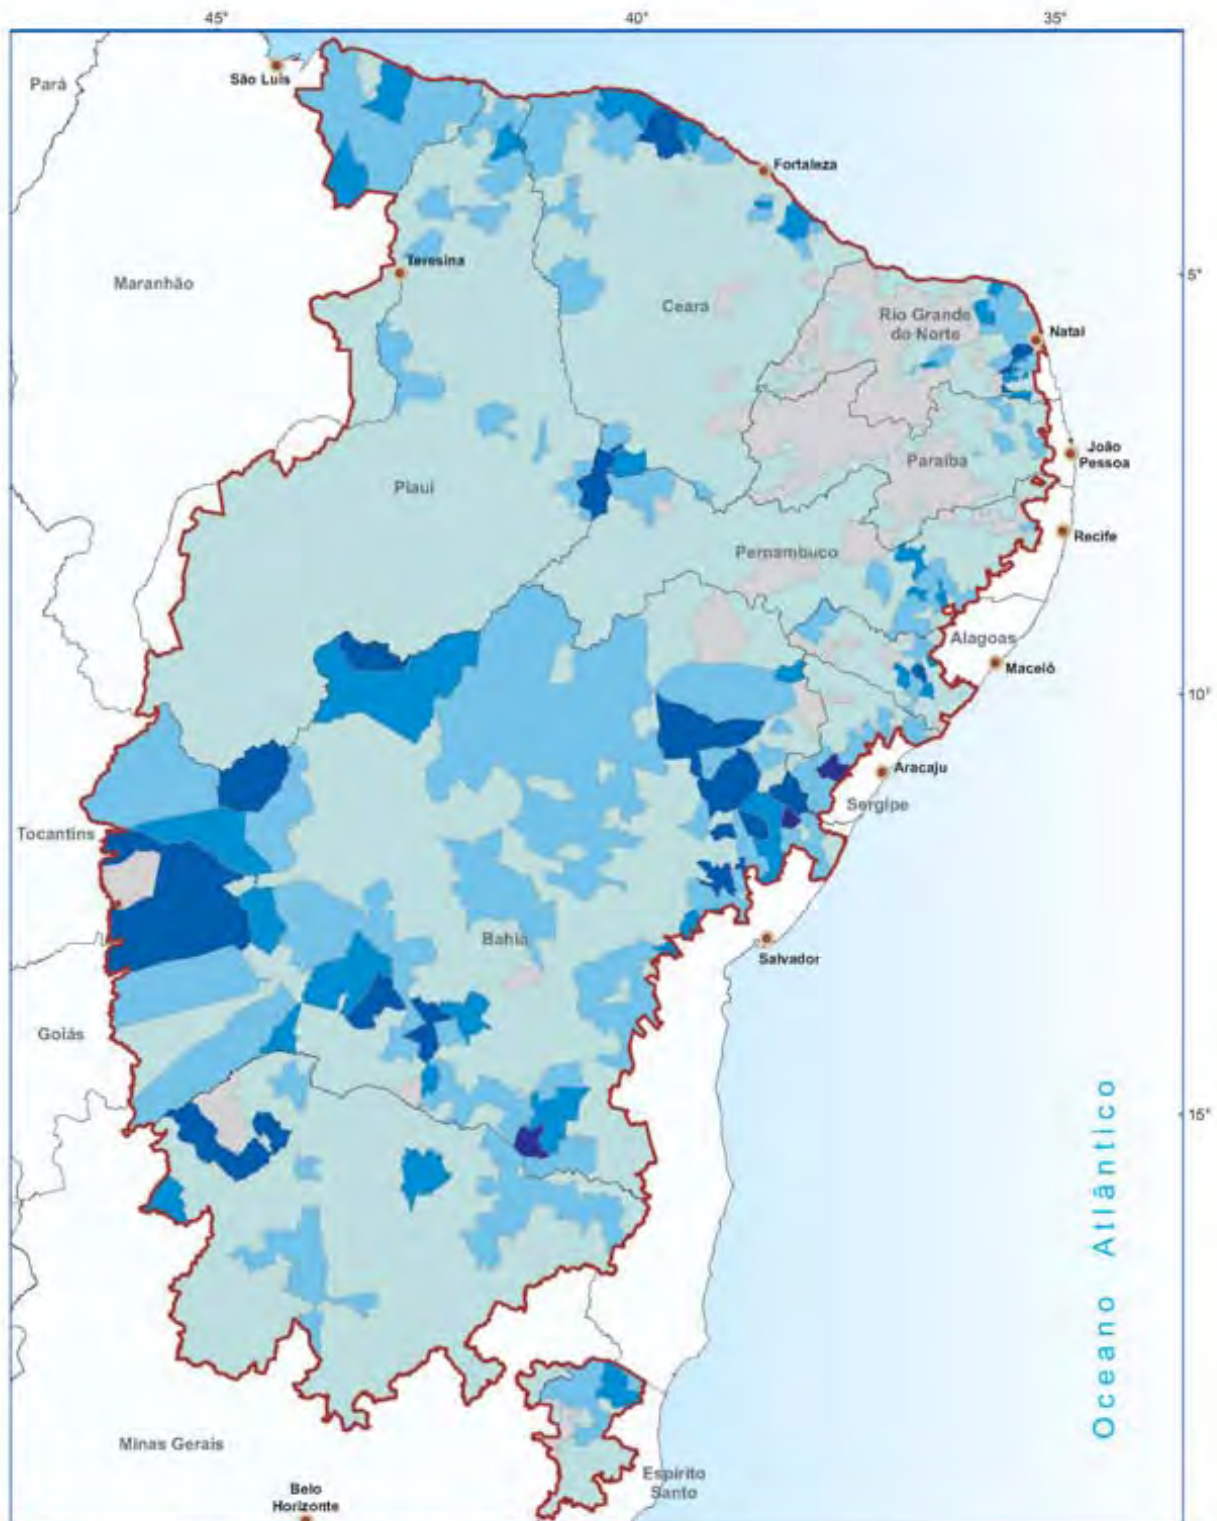 45°
40°
35°
São Luís
Pará
Fortaleza
Teresina
Maranhão
5°
Ceará
Rio Grande
do Norte
Natal
João
Pessoa
Paraíba
Piauí
Recife
Pernambuco
Alagoas
Maceió
10°
Aracaju
Sergipe
Tocantins
Bahia
Salvador
Goiás
15°
Oceano Atlântico
Minas Gerais
Espírito
Santo
Belo
Horizonte